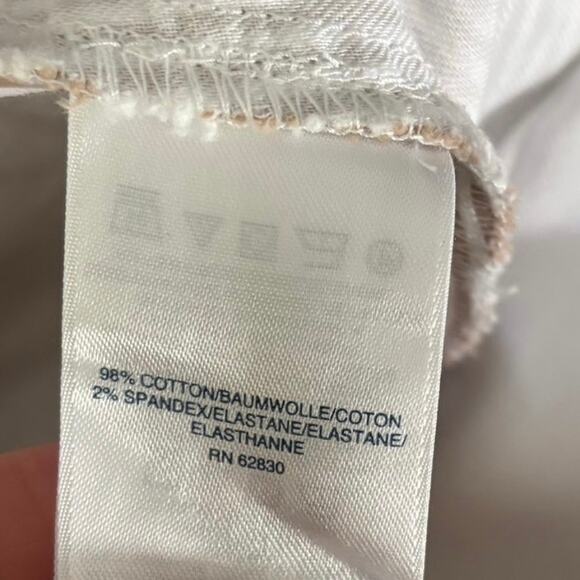 98% COTTON/BAUMWOLLE/COTON
2% SPANDEX/ELASTANE/ELASTANE/
ELASTHANNE
RN 62830